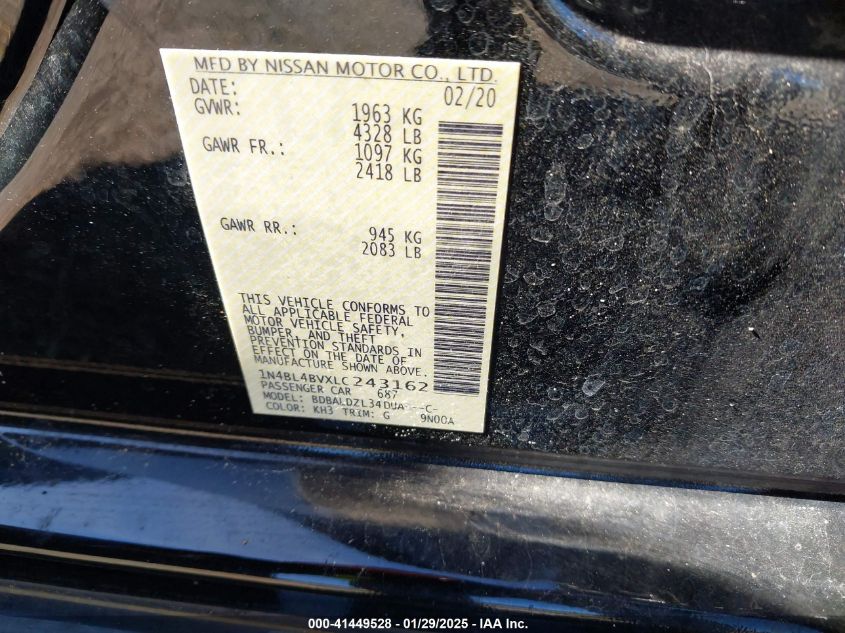 MFD BY NISSAN MOTOR CO., LTD.
DATE: 02/20
GVWR: 1963 KG
4328 LB
GAWR FR.: 1097 KG
2418 LB
GAWR RR.: 945 KG
2083 LB
THIS VEHICLE CONFORMS TO
ALL APPLICABLE FEDERAL
MOTOR VEHICLE SAFETY,
BUMPER, AND THEFT
PREVENTION STANDARDS IN
EFFECT ON THE DATE OF
MANUFACTURE SHOWN ABOVE.
1N4BL4BVXLC243162
PASSENGER CAR 687
MODEL: BDBALDZL34DUA---C-
COLOR: KH3 TRIM: G 9N00A
000-41449528 - 01/29/2025 - IAA Inc.